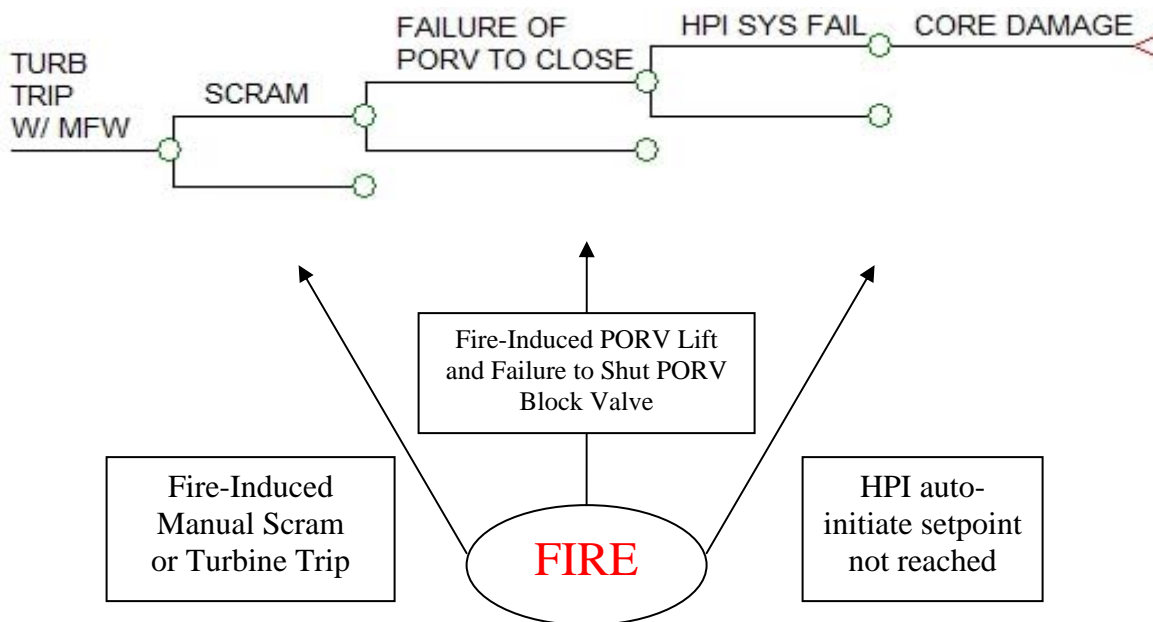 TURB
TRIP
W/ MFW
SCRAM
FAILURE OF
PORV TO CLOSE
HPI SYS FAIL
CORE DAMAGE
Fire-Induced PORV Lift
and Failure to Shut PORV
Block Valve
Fire-Induced
Manual Scram
or Turbine Trip
FIRE
HPI auto-
initiate setpoint
not reached